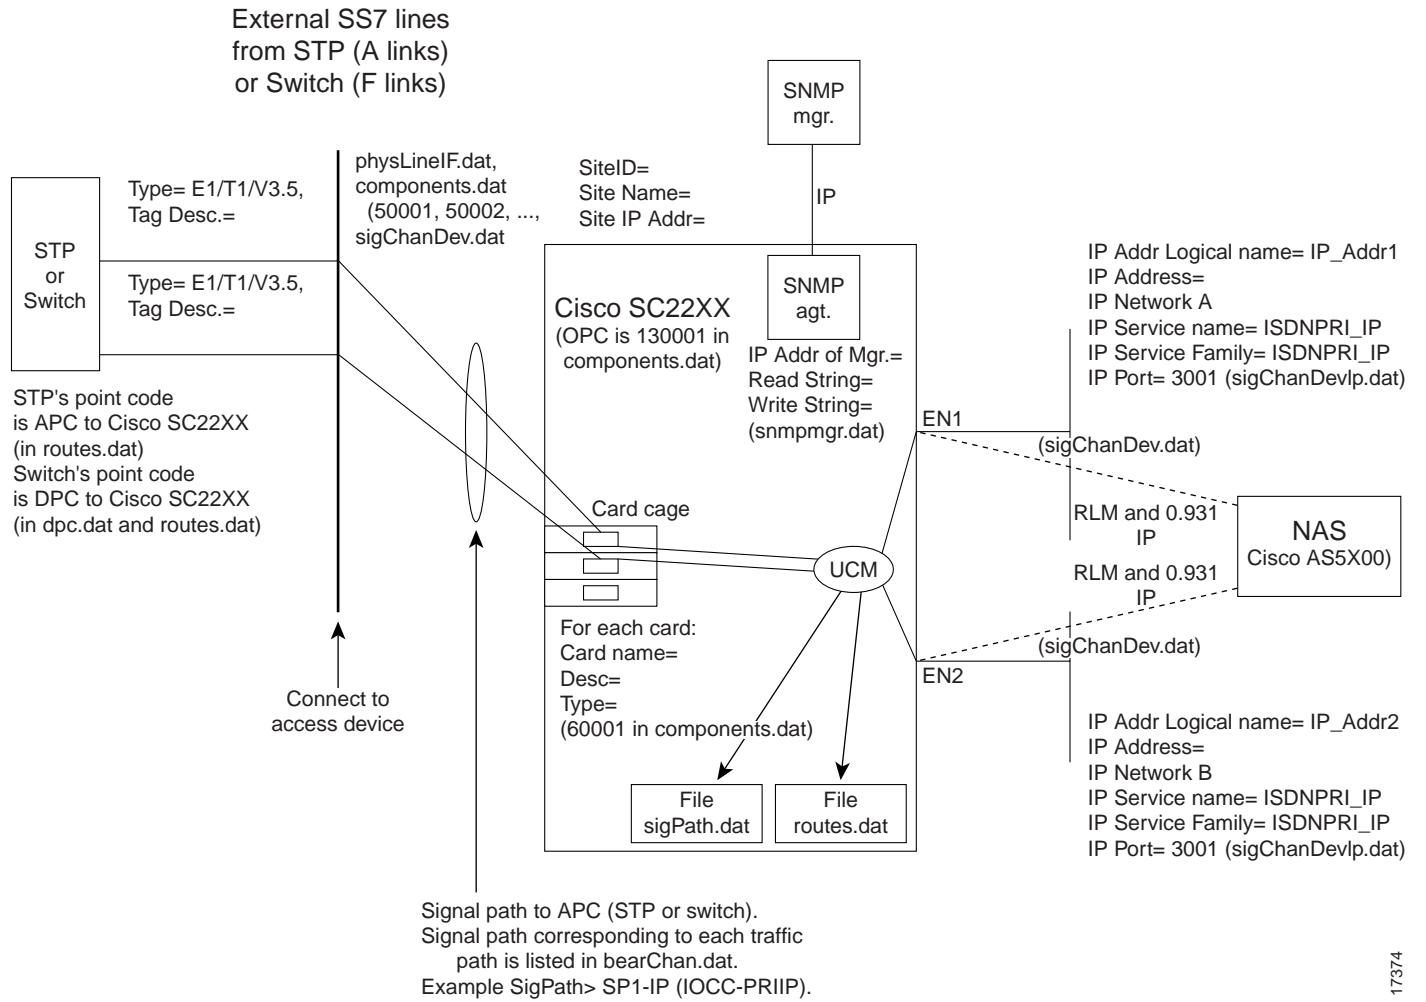 External SS7 lines
from STP (A links)
or Switch (F links)
SNMP
mgr.
physLineIF.dat,
components.dat
(50001, 50002, ...,
sigChanDev.dat
SiteID=
Site Name=
Site IP Addr=
IP
Type= E1/T1/V3.5,
Tag Desc.=
STP
or
Switch
Type= E1/T1/V3.5,
Tag Desc.=
Cisco SC22XX
(OPC is 130001 in
components.dat)
SNMP
agt.
IP Addr of Mgr.=
Read String=
Write String=
(snmpmgr.dat)
IP Addr Logical name= IP_Addr1
IP Address=
IP Network A
IP Service name= ISDNPRI_IP
IP Service Family= ISDNPRI_IP
IP Port= 3001 (sigChanDevIp.dat)
STP's point code
is APC to Cisco SC22XX
(in routes.dat)
Switch's point code
is DPC to Cisco SC22XX
(in dpc.dat and routes.dat)
EN1
(sigChanDev.dat)
Card cage
RLM and 0.931
IP
NAS
Cisco AS5X00)
UCM
RLM and 0.931
IP
(sigChanDev.dat)
EN2
For each card:
Card name=
Desc=
Type=
(60001 in components.dat)
Connect to
access device
File
sigPath.dat
File
routes.dat
IP Addr Logical name= IP_Addr2
IP Address=
IP Network B
IP Service name= ISDNPRI_IP
IP Service Family= ISDNPRI_IP
IP Port= 3001 (sigChanDevIp.dat)
Signal path to APC (STP or switch).
Signal path corresponding to each traffic
path is listed in bearChan.dat.
Example SigPath> SP1-IP (IOCC-PRIIP).
17374